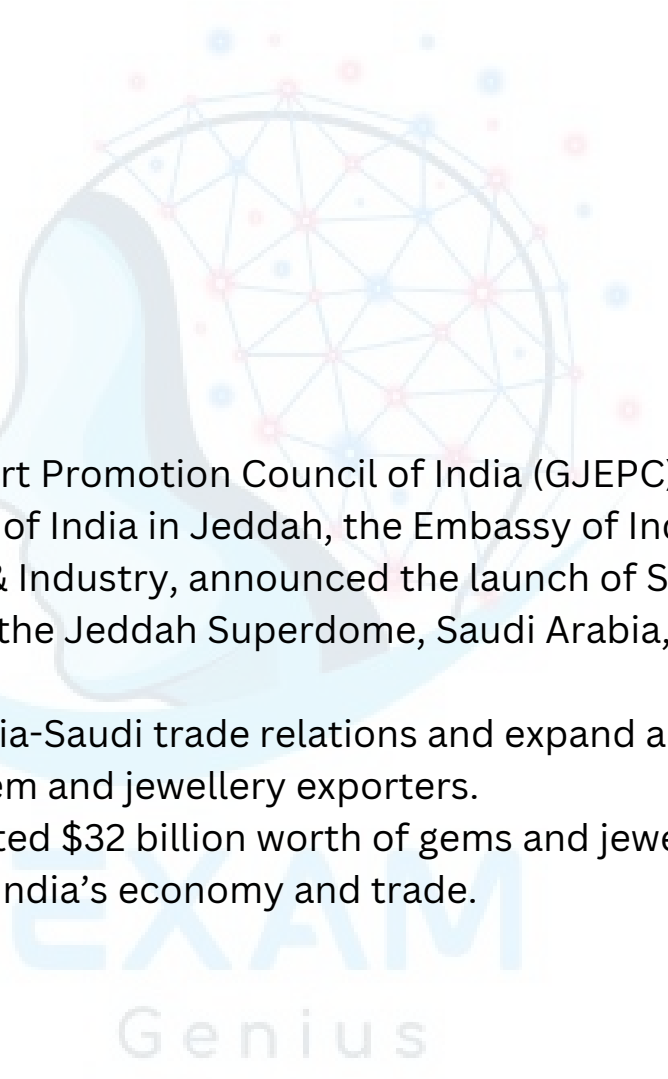 rt Promotion Council of India (GJEPC)
of India in Jeddah, the Embassy of Ind
& Industry, announced the launch of S
the Jeddah Superdome, Saudi Arabia,
ia-Saudi trade relations and expand a
em and jewellery exporters.
ted $32 billion worth of gems and jewe
ndia’s economy and trade.
EXAM
Genius